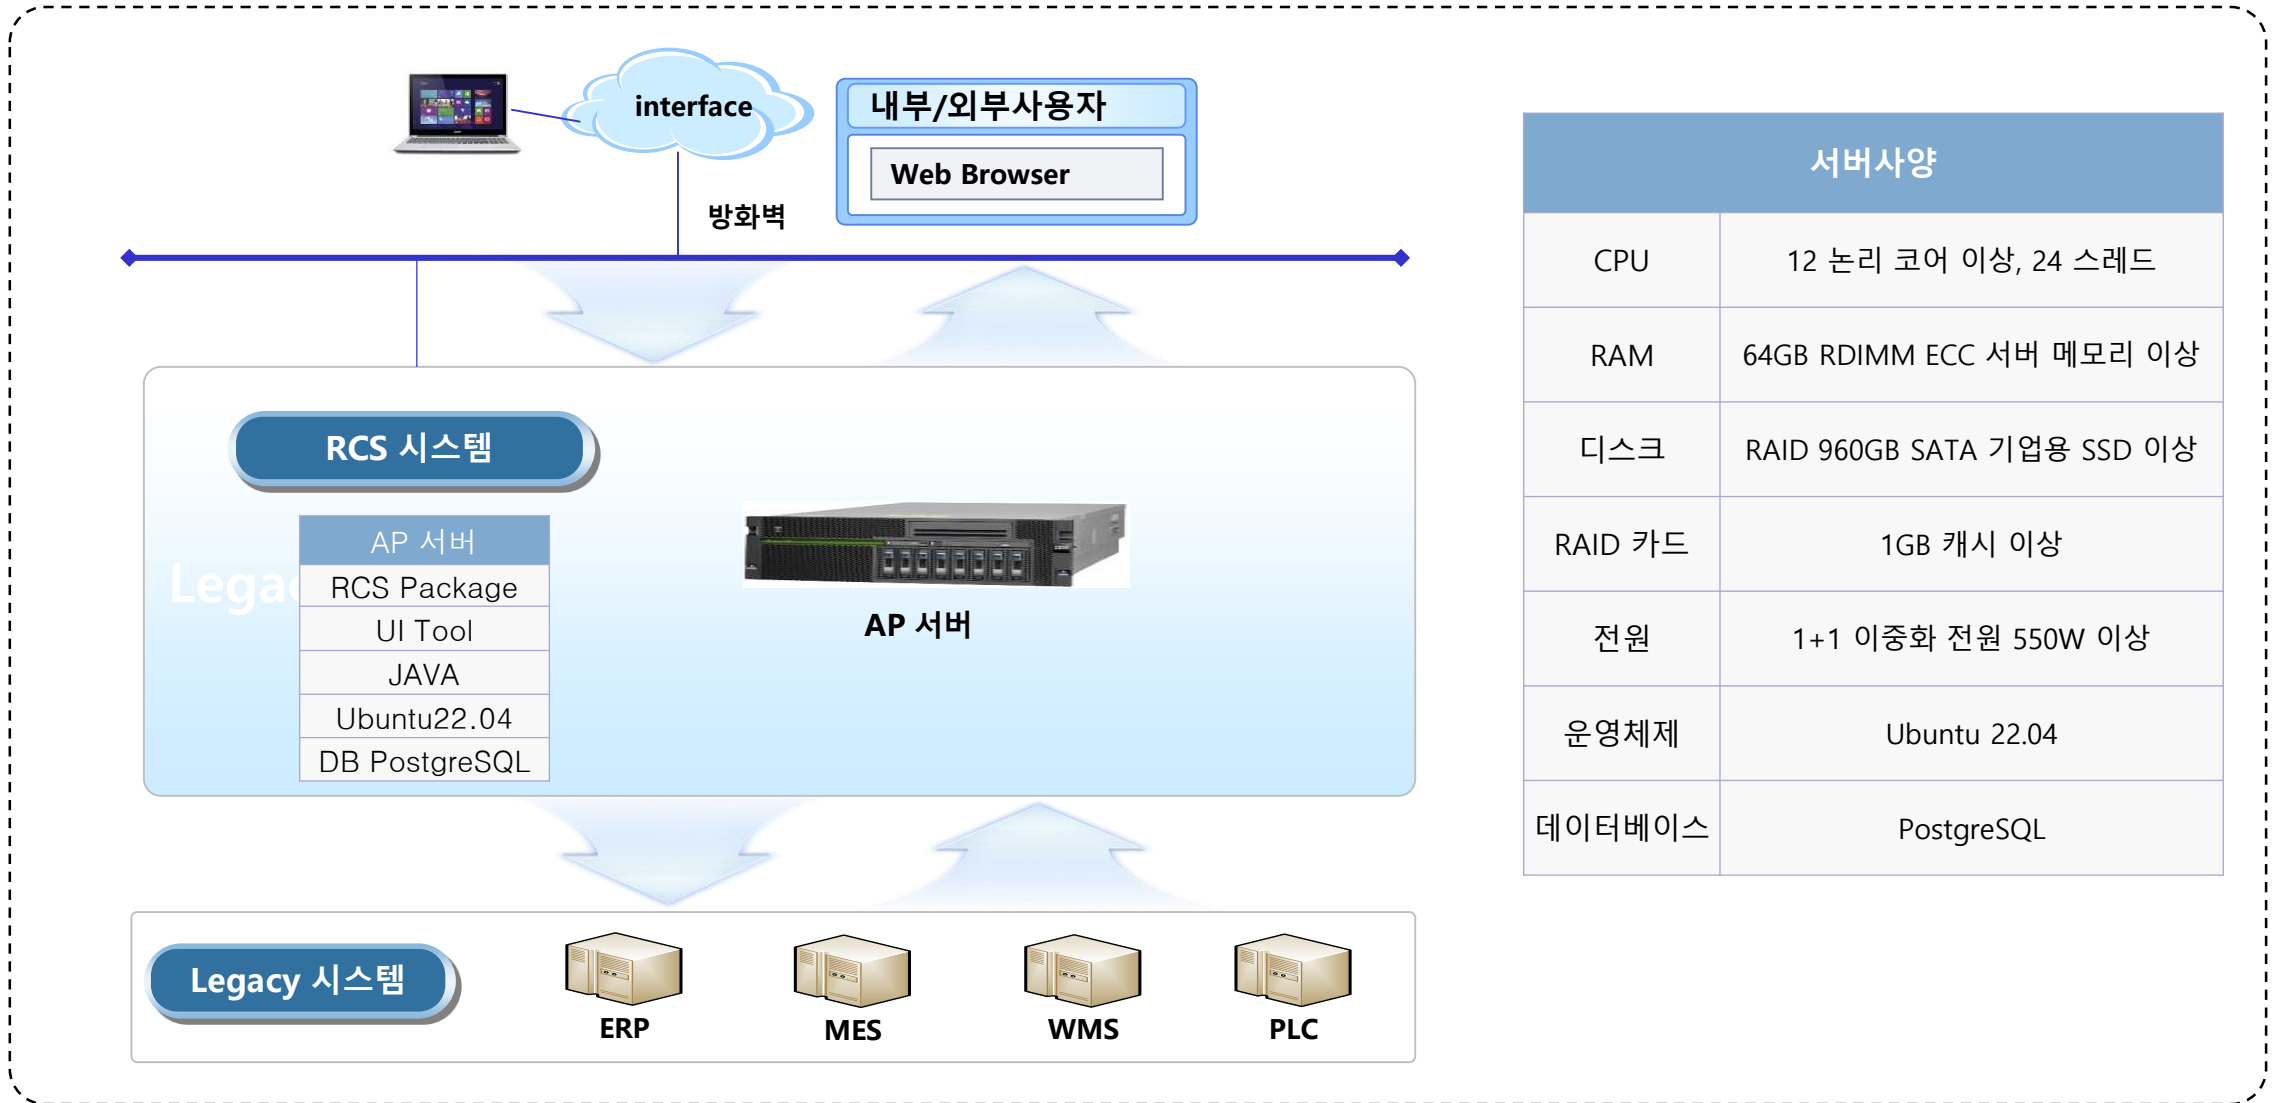 interface
내부/외부사용자
Web Browser
방화벽
RCS 시스템
AP 서버
RCS Package
UI Tool
JAVA
Ubuntu22.04
DB PostgreSQL
AP 서버
Legacy 시스템
ERP
MES
WMS
PLC
서버사양
CPU 12 논리 코어 이상, 24 스레드
RAM 64GB RDIMM ECC 서버 메모리 이상
디스크 RAID 960GB SATA 기업용 SSD 이상
RAID 카드 1GB 캐시 이상
전원 1+1 이중화 전원 550W 이상
운영체제 Ubuntu 22.04
데이터베이스 PostgreSQL